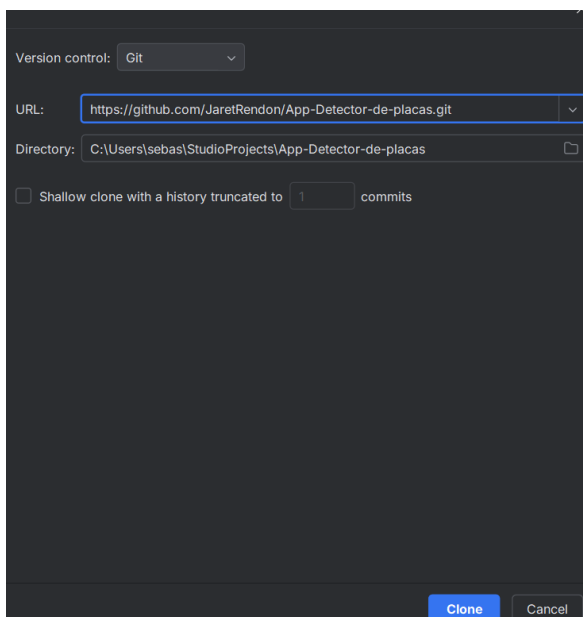 Version control: Git
URL: https://github.com/JaretRendon/App-Detector-de-placas.git
Directory: C:\Users\sebas\StudioProjects\App-Detector-de-placas
Shallow clone with a history truncated to 1 commits
Clone Cancel